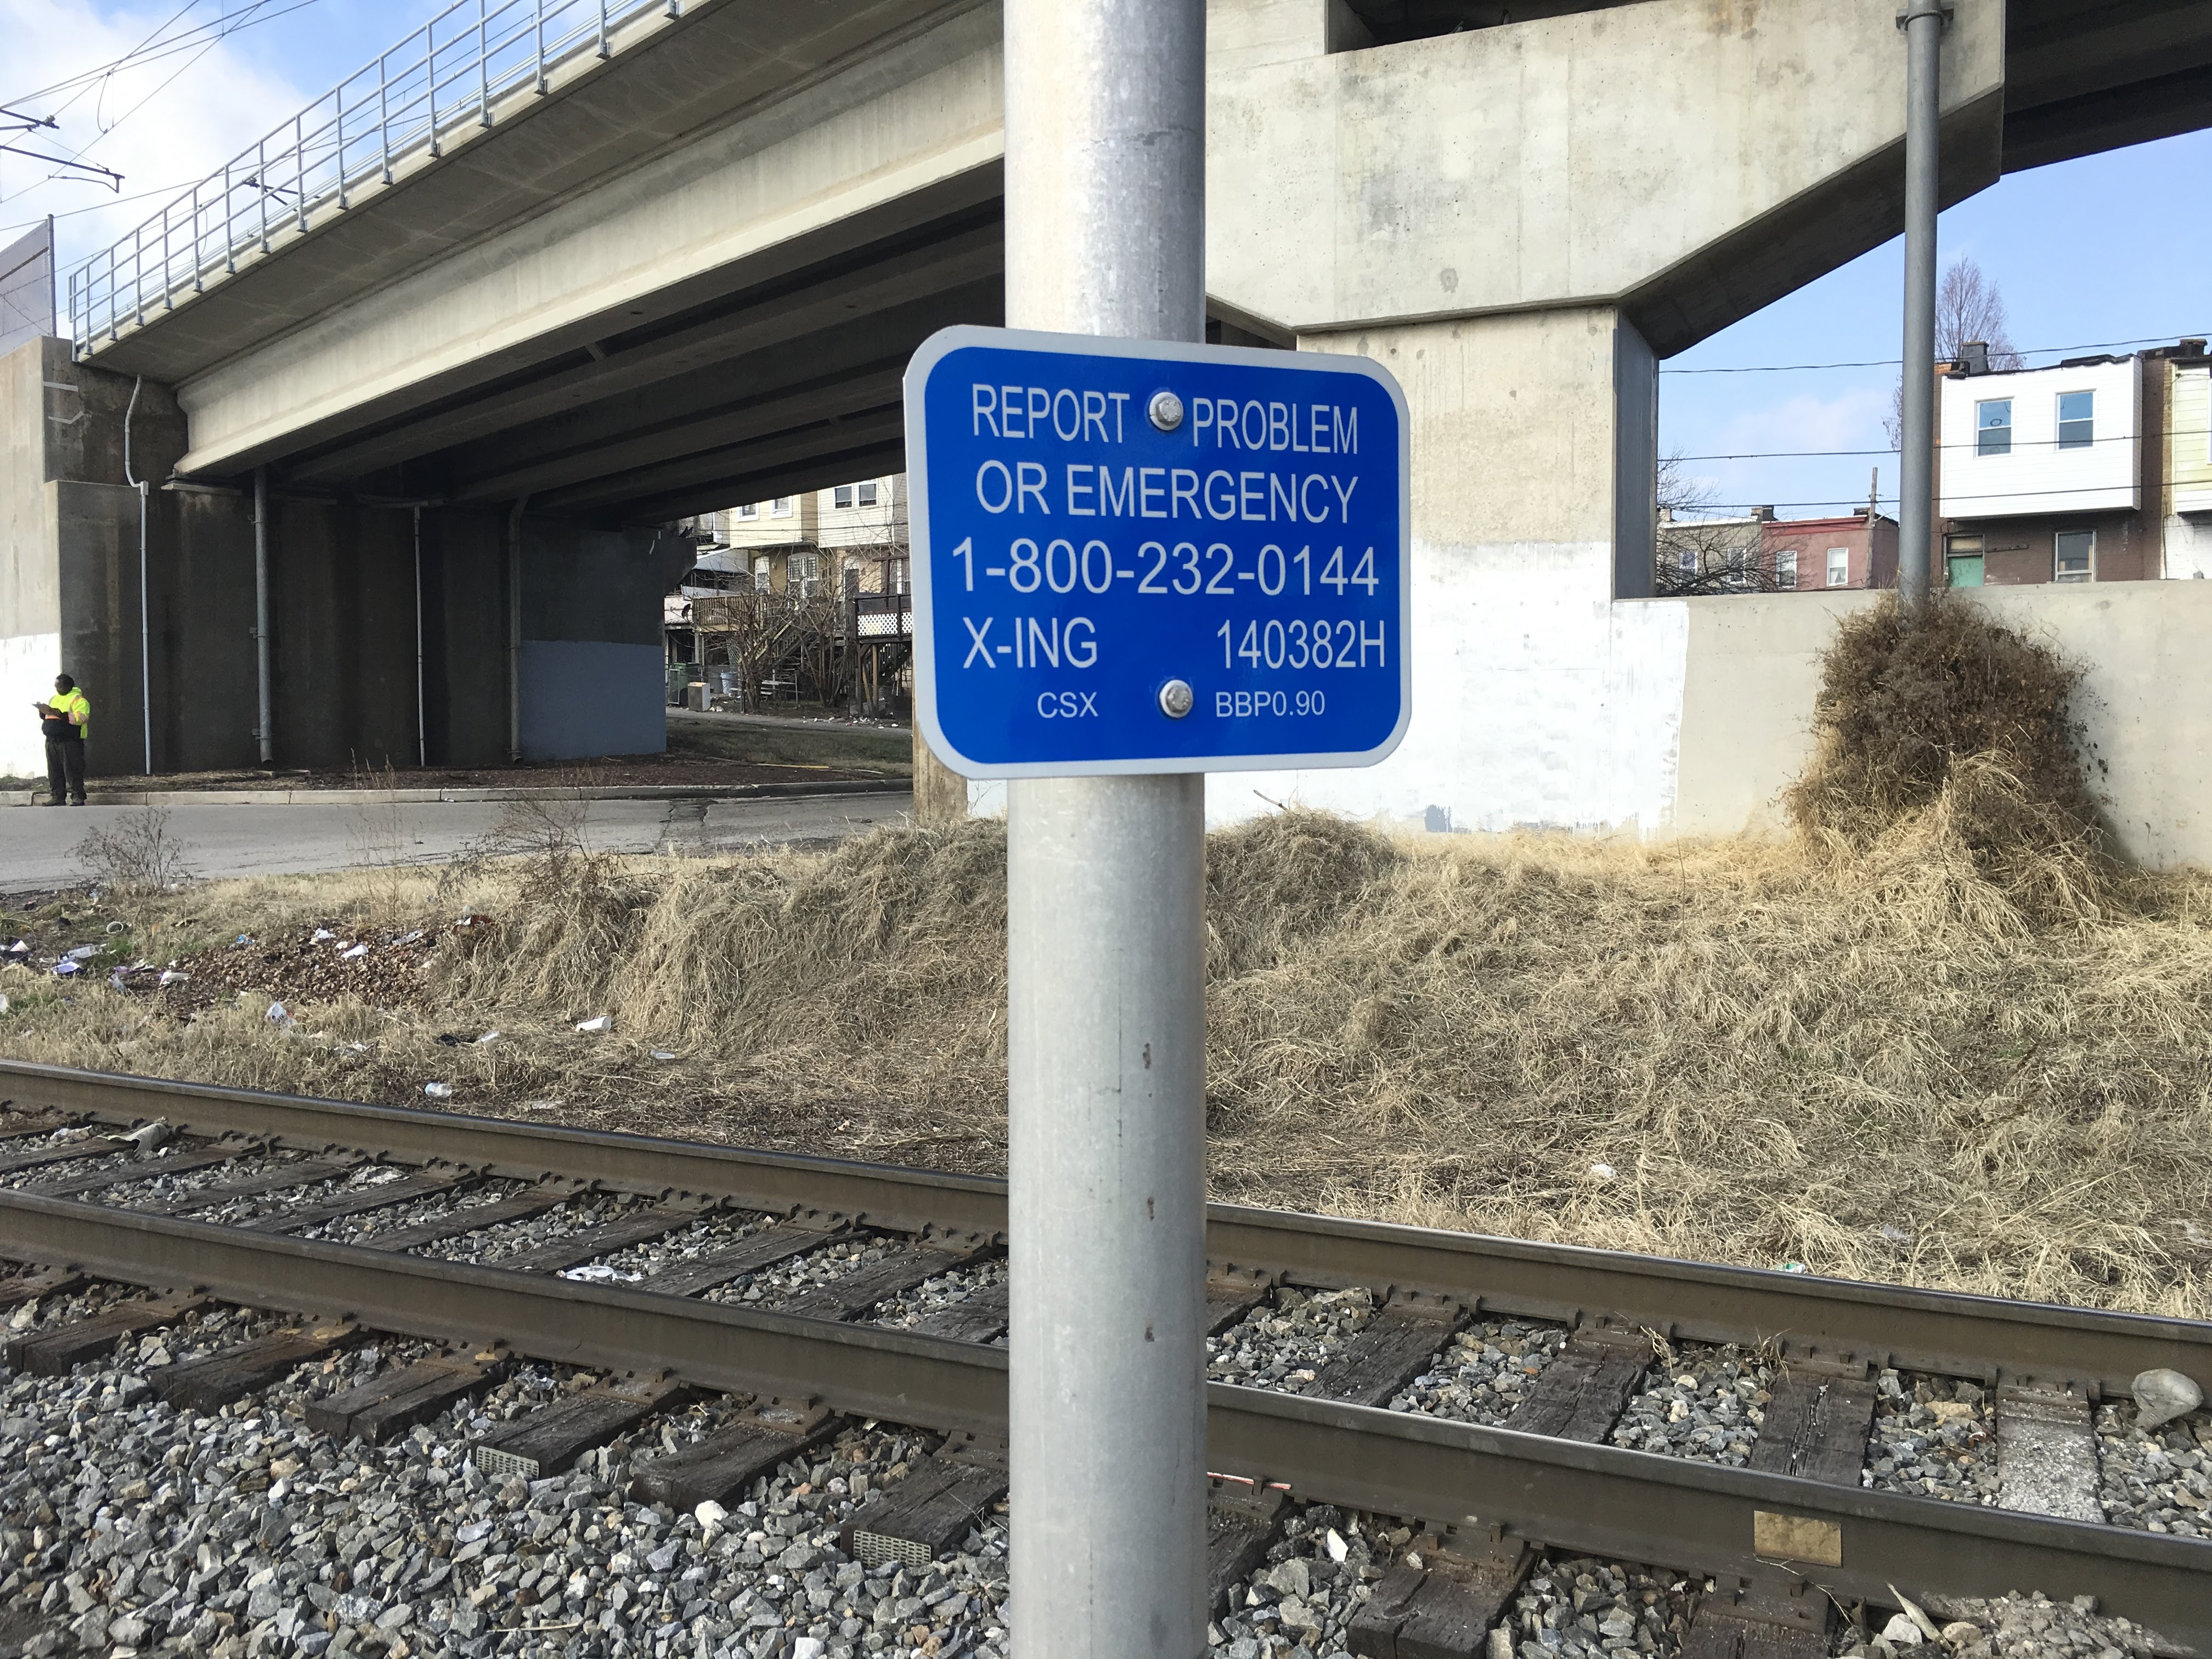 REPORT PROBLEM
OR EMERGENCY
1-800-232-0144
X-ING 140382H
CSX BBP0.90